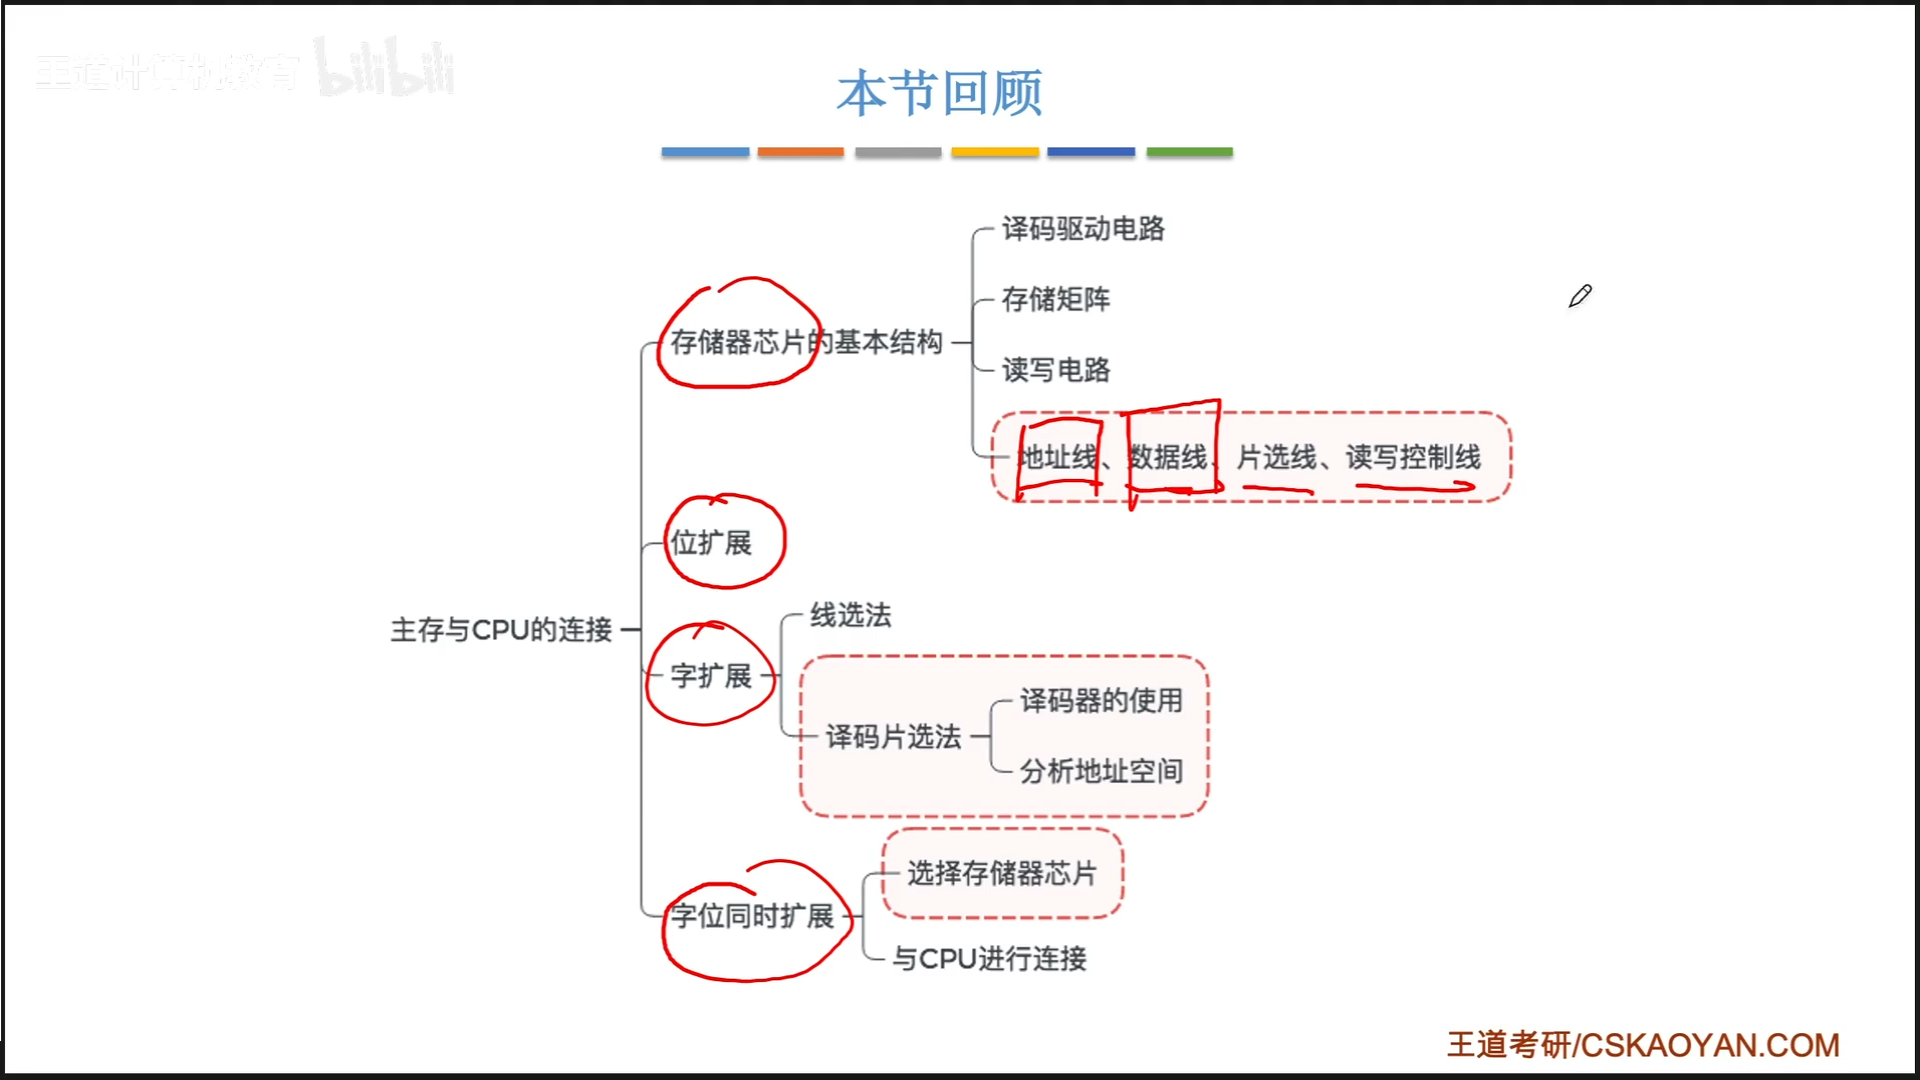 王道计算机教育 bilibili
本节回顾
译码驱动电路
存储矩阵
存储器芯片的基本结构
读写电路
地址线、数据线、片选线、读写控制线
位扩展
线选法
主存与CPU的连接
字扩展
译码器的使用
译码片选法
分析地址空间
选择存储器芯片
字位同时扩展
与CPU进行连接
王道考研/CSKAOYAN.COM